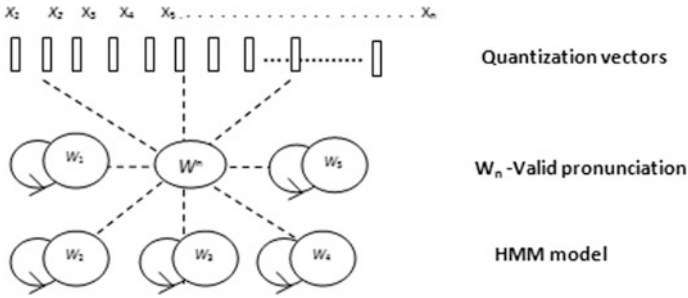 X₁ X₂ X₃ X₄ X₅ Xₙ
Quantization vectors
W₁ Wⁿ W₅ Wₙ -Valid pronunciation
W₂ W₃ W₄ HMM model